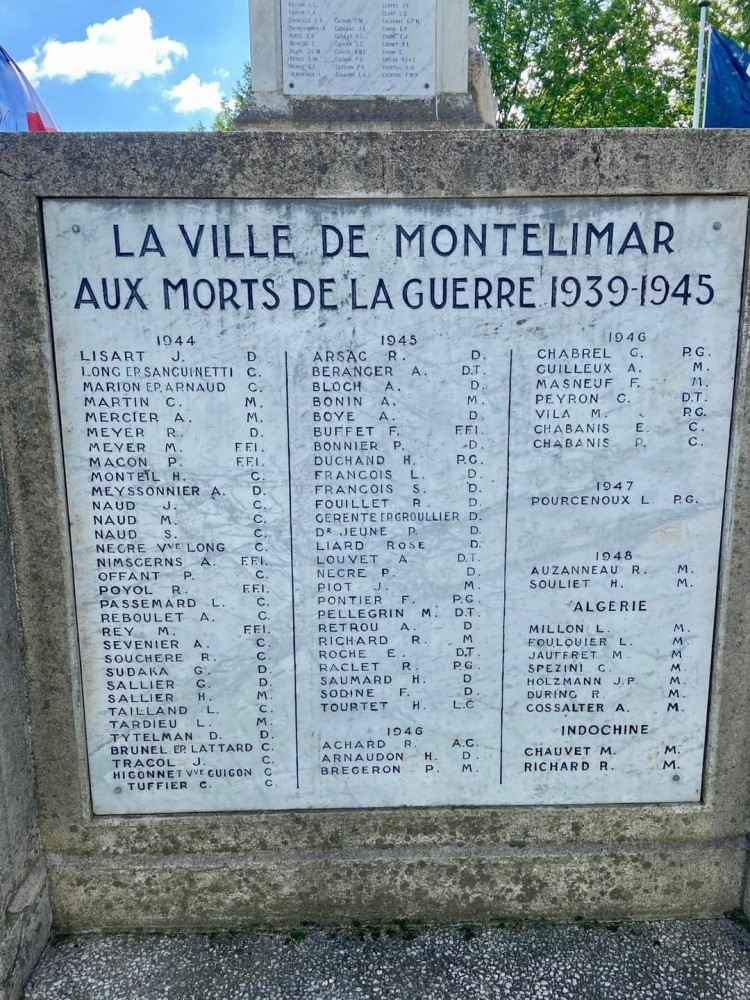 LA VILLE DE MONTELIMAR
AUX MORTS DE LA GUERRE 1939-1945
1944
LISART J. D
LONG EP. SANGUINETTI C.
MARION EP. ARNAUD C.
MARTIN C. M.
MERCIER A. M.
MEYER R. D.
MEYER M. F.F.I.
MACON P. F.F.I.
MONTEIL H. C.
MEYSSONNIER A. D.
NAUD J. C.
NAUD M. C.
NAUD S. C.
NEGRE VVE LONG C.
NIMSGERNS A. F.F.I.
OFFANT P. C.
POYOL R. F.F.I.
PASSEMARD L. C.
REBOULET A. C.
REY M. F.F.I.
SEVENIER A. C.
SOUCHERE R. C.
SUDAKA G. D.
SALLIER G. D.
SALLIER H. M.
TAILLAND L. C.
TARDIEU L. M.
TYTELMAN D. D.
BRUNEL EP. LATTARD C.
TRACOL J. C.
HIGONNET VVE GUIGON C
TUFFIER C. C.
1945
ARSAC R. D.
BERANGER A. D.T.
BLOCH A. D.
BONIN A. M.
BOYE A. D.
BUFFET F. F.F.I.
BONNIER P. D.
DUCHAND H. P.G.
FRANCOIS L. D.
FRANCOIS S. D.
FOUILLET R D.
GERENTE EP. GROULLIER D.
DR JEUNE P. D.
LIARD ROSE D.
LOUVET A D.T.
NEGRE P. D.
PIOT J. M.
PONTIER F. P.G.
PELLEGRIN M. D.T.
RETROU A. D
RICHARD R. M
ROCHE E. D.T.
RACLET R. P.G.
SAUMARD H. D
SODINE F. D.
TOURTET H. L.C
1946
ACHARD R. A.C.
ARNAUDON H. D.
BREGERON P. M.
1946
CHABREL G. P.G.
GUILLEUX A. M.
MASNEUF F. M.
PEYRON G. D.T.
VILA M. P.G.
CHABANIS E. C.
CHABANIS P. C.
1947
POURCENOUX L. P.G.
1948
AUZANNEAU R. M.
SOULIET H. M.
ALGERIE
MILLON L. M.
FOULQUIER L. M.
JAUFFRET M. M.
SPEZINI C. M.
HOLZMANN J.P. M.
DURING R. M.
COSSALTER A. M.
INDOCHINE
CHAUVET M. M.
RICHARD R. M.